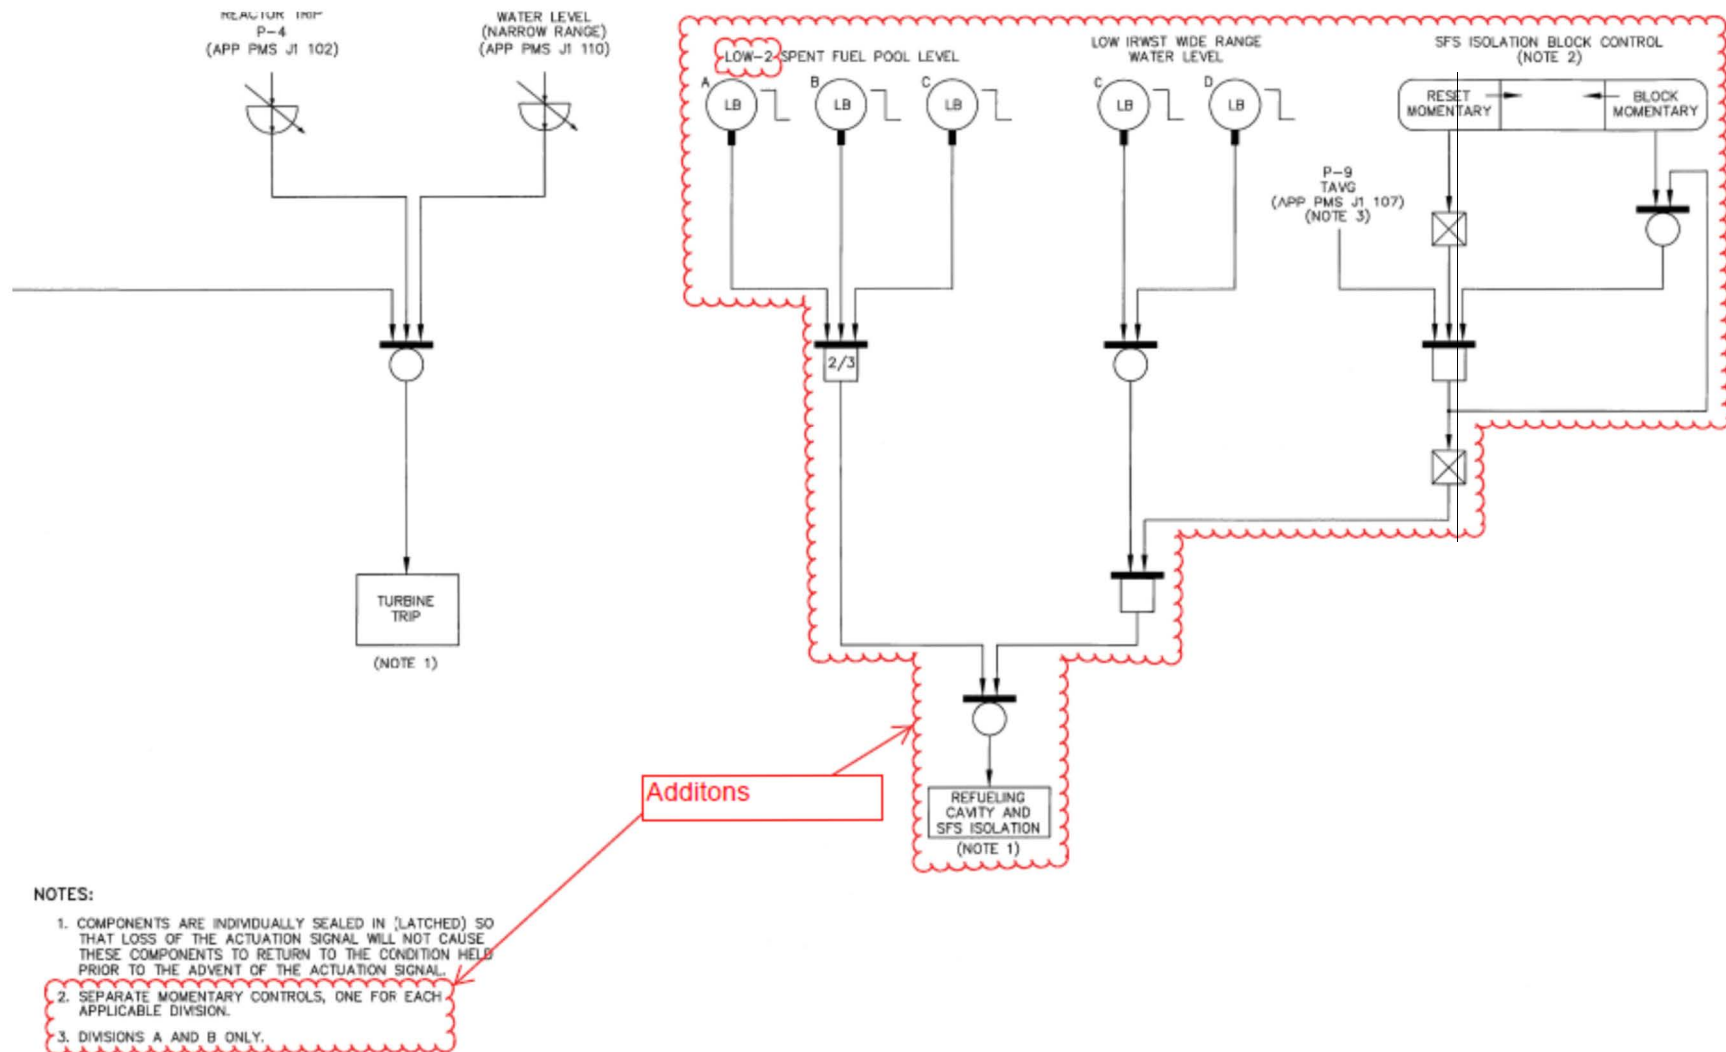 REACTOR TRIP
P-4
(APP PMS J1 102)
WATER LEVEL
(NARROW RANGE)
(APP PMS J1 110)
LOW-2 SPENT FUEL POOL LEVEL
A
LB
B
LB
C
LB
LOW IRWST WIDE RANGE
WATER LEVEL
C
LB
D
LB
SFS ISOLATION BLOCK CONTROL
(NOTE 2)
RESET
MOMENTARY
BLOCK
MOMENTARY
P-9
TAVG
(APP PMS J1 107)
(NOTE 3)
2/3
TURBINE
TRIP
(NOTE 1)
Additons
REFUELING
CAVITY AND
SFS ISOLATION
(NOTE 1)
NOTES:
1. COMPONENTS ARE INDIVIDUALLY SEALED IN (LATCHED) SO
THAT LOSS OF THE ACTUATION SIGNAL WILL NOT CAUSE
THESE COMPONENTS TO RETURN TO THE CONDITION HELD
PRIOR TO THE ADVENT OF THE ACTUATION SIGNAL.
2. SEPARATE MOMENTARY CONTROLS, ONE FOR EACH
APPLICABLE DIVISION.
3. DIVISIONS A AND B ONLY.